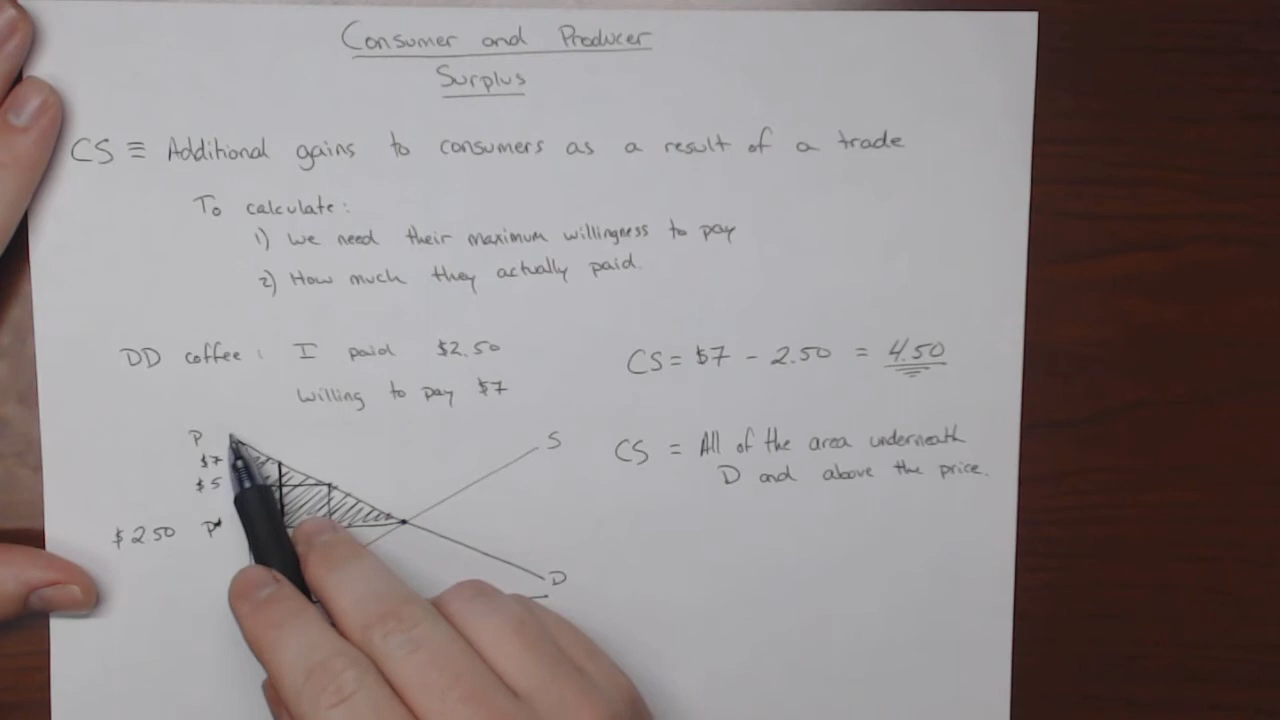 Consumer and Producer
Surplus
CS ≡ Additional gains to consumers as a result of a trade
To calculate:
1) We need their maximum willingness to pay
2) How much they actually paid.
DD coffee: I paid $2.50
Willing to pay $7
CS = $7 - 2.50 = 4.50
P
$7
$5
$2.50 P*
S
D
CS = All of the area underneath
D and above the price.